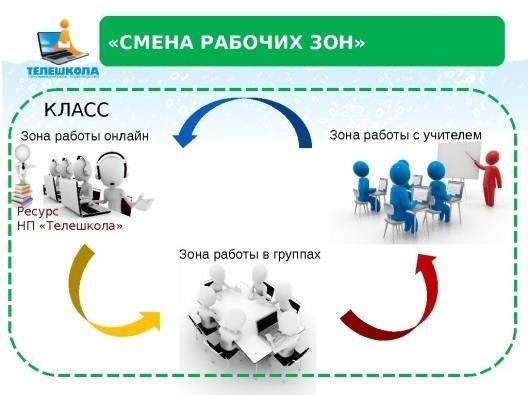 «СМЕНА РАБОЧИХ ЗОН»
ТЕЛЕШКОЛА
КЛАСС
Зона работы онлайн
Зона работы с учителем
Ресурс
НП «Телешкола»
Зона работы в группах